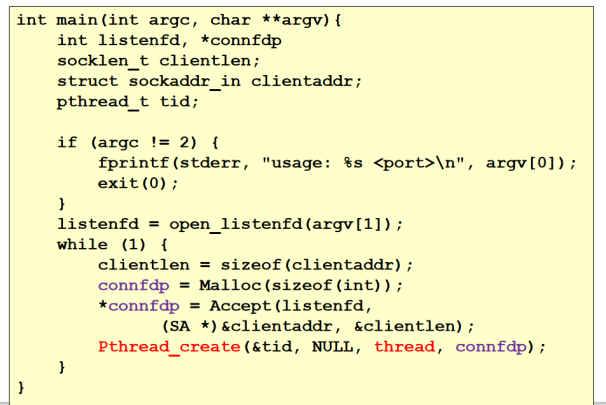 int main(int argc, char **argv){
    int listenfd, *connfdp
    socklen_t clientlen;
    struct sockaddr_in clientaddr;
    pthread_t tid;

    if (argc != 2) {
        fprintf(stderr, "usage: %s <port>\n", argv[0]);
        exit(0);
    }
    listenfd = open_listenfd(argv[1]);
    while (1) {
        clientlen = sizeof(clientaddr);
        connfdp = Malloc(sizeof(int));
        *connfdp = Accept(listenfd,
              (SA *)&clientaddr, &clientlen);
        Pthread_create(&tid, NULL, thread, connfdp);
    }
}